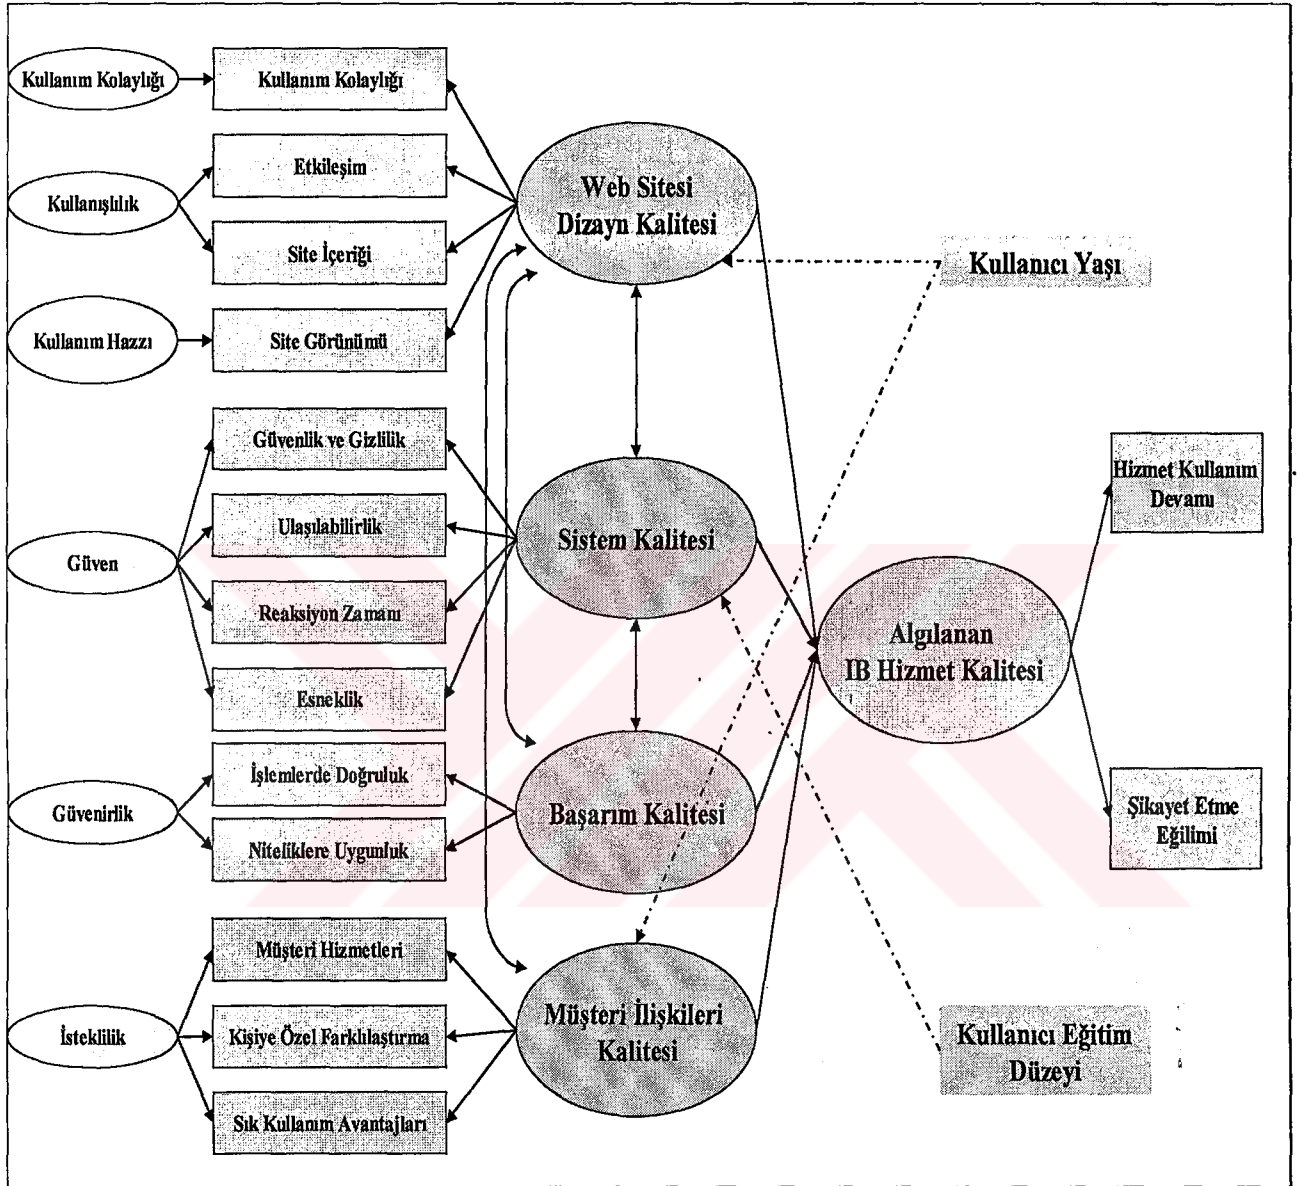 Kullanım Kolaylığı
Kullanım Kolaylığı
Etkileşim
Kullanışlılık
Site İçeriği
Kullanım Hazzı
Site Görünümü
Güvenlik ve Gizlilik
Ulaşılabilirlik
Güven
Reaksiyon Zamanı
Esneklik
İşlemlerde Doğruluk
Güvenirlik
Niteliklere Uygunluk
Müşteri Hizmetleri
İsteklilik
Kişiye Özel Farklılaştırma
Sık Kullanım Avantajları
Web Sitesi
Dizayn Kalitesi
Sistem Kalitesi
Başarım Kalitesi
Müşteri İlişkileri
Kalitesi
Kullanıcı Yaşı
Algılanan
IB Hizmet Kalitesi
Kullanıcı Eğitim
Düzeyi
Hizmet Kullanım
Devamı
Şikayet Etme
Eğilimi